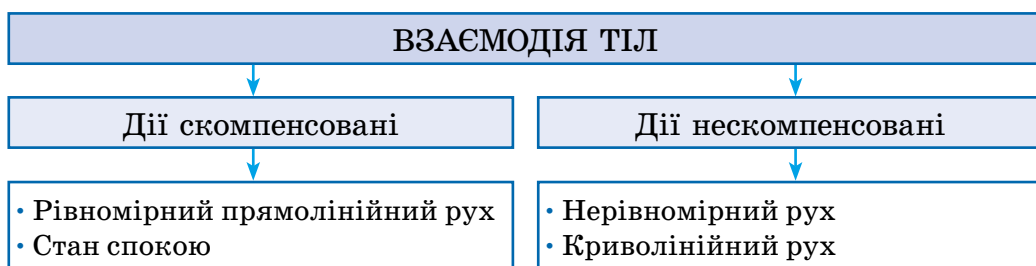 ВЗАЄМОДІЯ ТІЛ
Дії скомпенсовані
Дії нескомпенсовані
• Рівномірний прямолінійний рух
• Стан спокою
• Нерівномірний рух
• Криволінійний рух